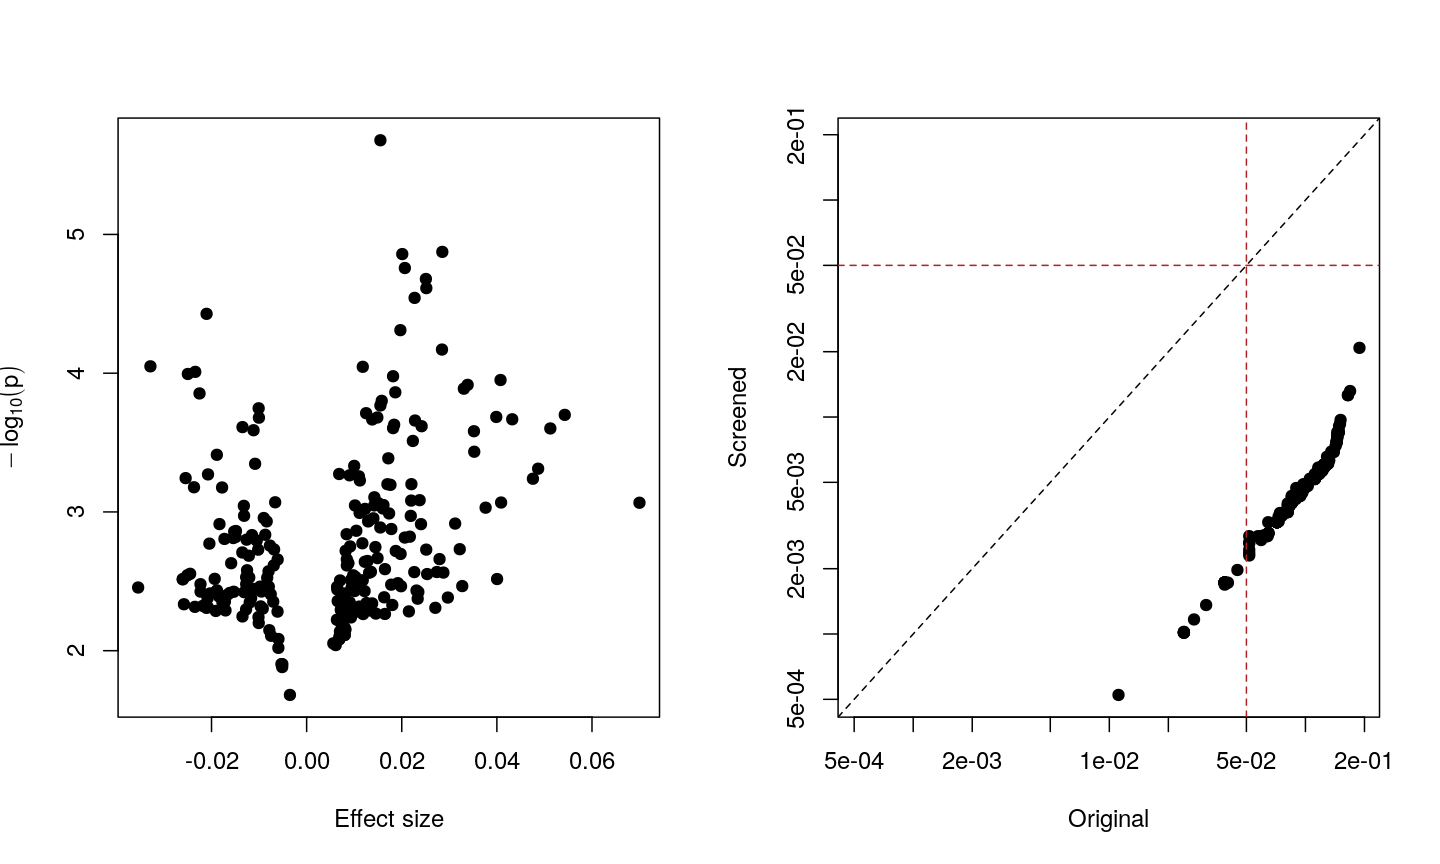 5
4
3
2
− log10(p)
-0.02 0.00 0.02 0.04 0.06
Effect size
2e-01
5e-02
2e-02
5e-03
2e-03
5e-04
Screened
5e-04 2e-03 1e-02 5e-02 2e-01
Original